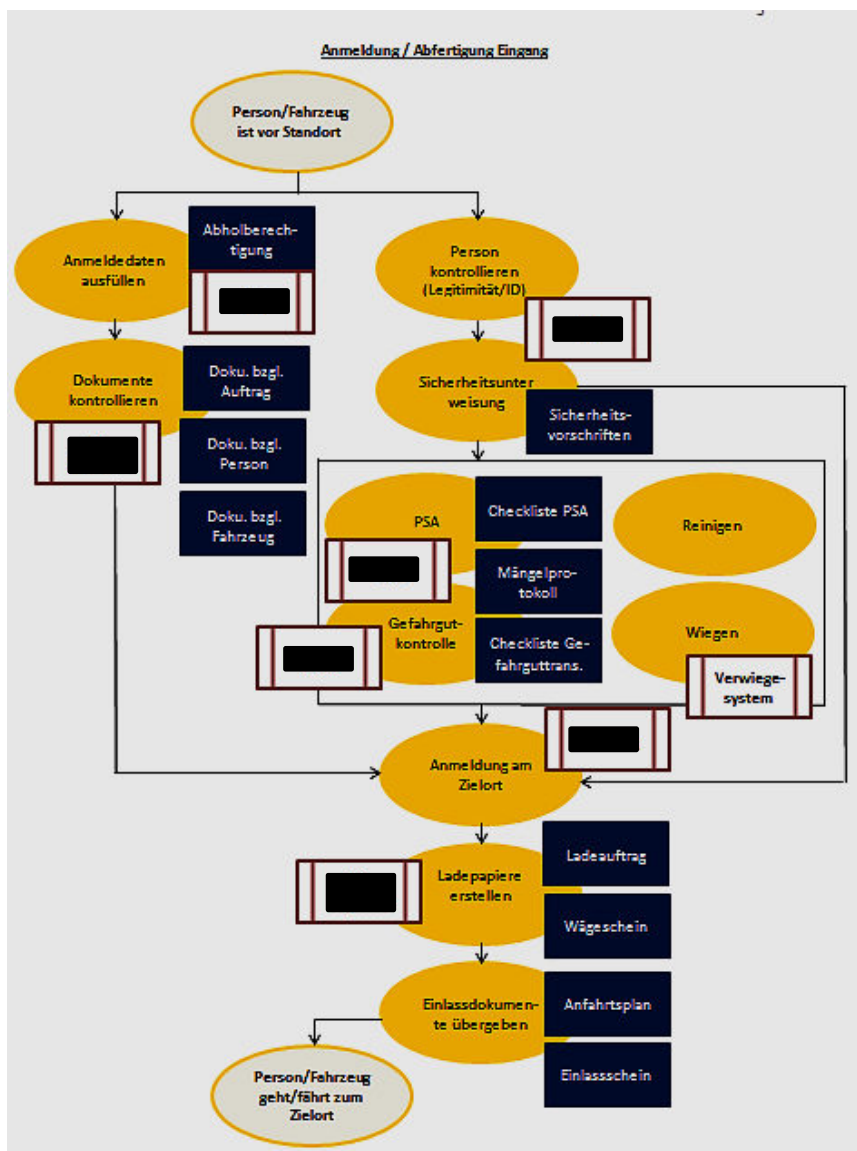 Anmeldung / Abfertigung Eingang
Person/Fahrzeug
ist vor Standort
Anmeldedaten
ausfüllen
Abholberech-
tigung
Person
kontrollieren
(Legitimität/ID)
Dokumente
kontrollieren
Doku. bzgl.
Auftrag
Doku. bzgl.
Person
Doku. bzgl.
Fahrzeug
Sicherheitsunter
weisung
Sicherheits-
vorschriften
PSA
Checkliste PSA
Reinigen
Mängelpro-
tokoll
Gefahrgut-
kontrolle
Checkliste Ge-
fahrguttrans.
Wiegen
Verwiege-
system
Anmeldung am
Zielort
Ladepapiere
erstellen
Ladeauftrag
Wägeschein
Einlassdokumen-
te übergeben
Anfahrtsplan
Einlassschein
Person/Fahrzeug
geht/fährt zum
Zielort